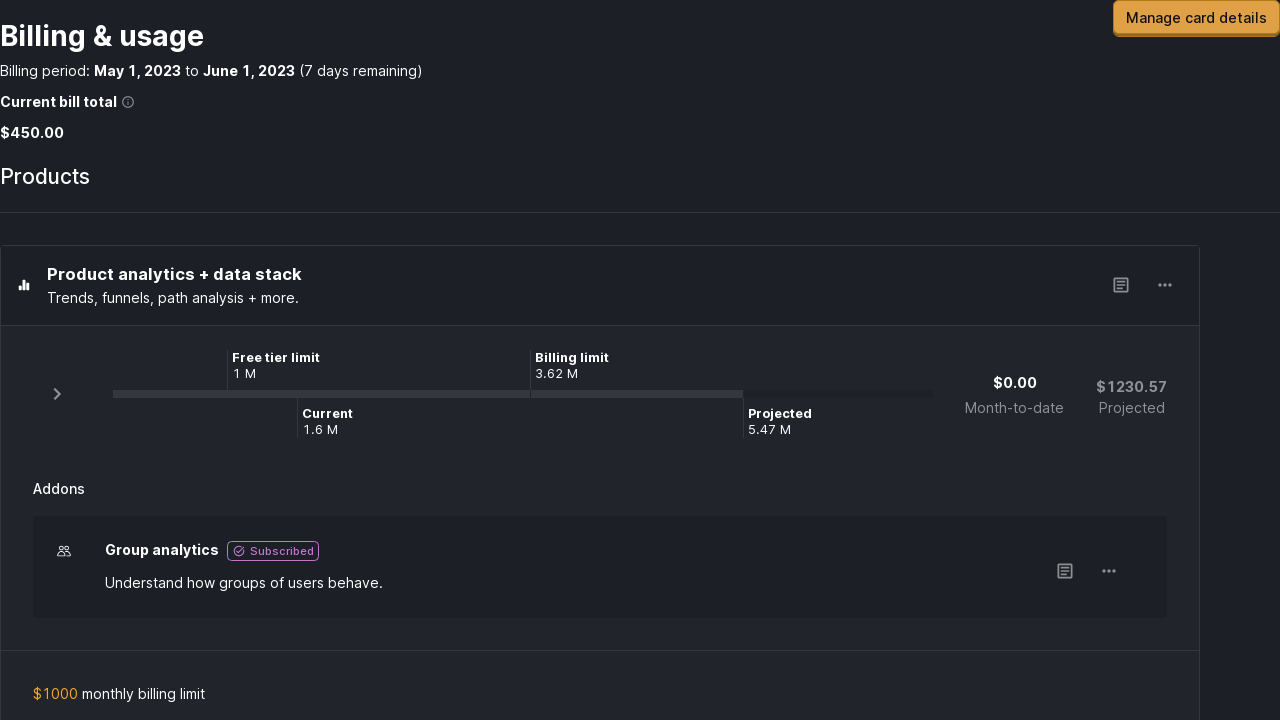 Manage card details
Billing & usage
Billing period: May 1, 2023 to June 1, 2023 (7 days remaining)
Current bill total
$450.00
Products
Product analytics + data stack
Trends, funnels, path analysis + more.
Free tier limit
1 M
Billing limit
3.62 M
Current
1.6 M
Projected
5.47 M
$0.00
Month-to-date
$1230.57
Projected
Addons
Group analytics Subscribed
Understand how groups of users behave.
$1000 monthly billing limit